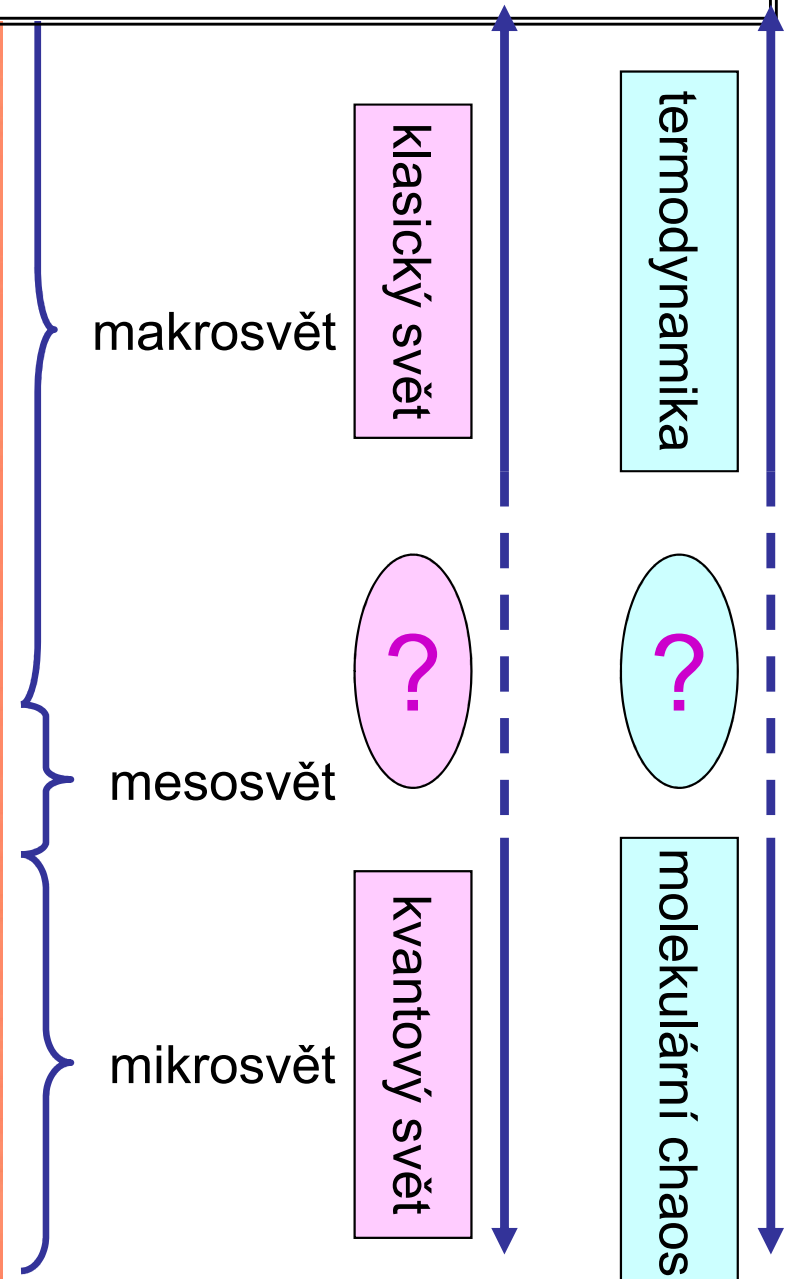 makrosvět
klasický svět
termodynamika
?
?
mesosvět
mikrosvět
kvantový svět
molekulární chaos